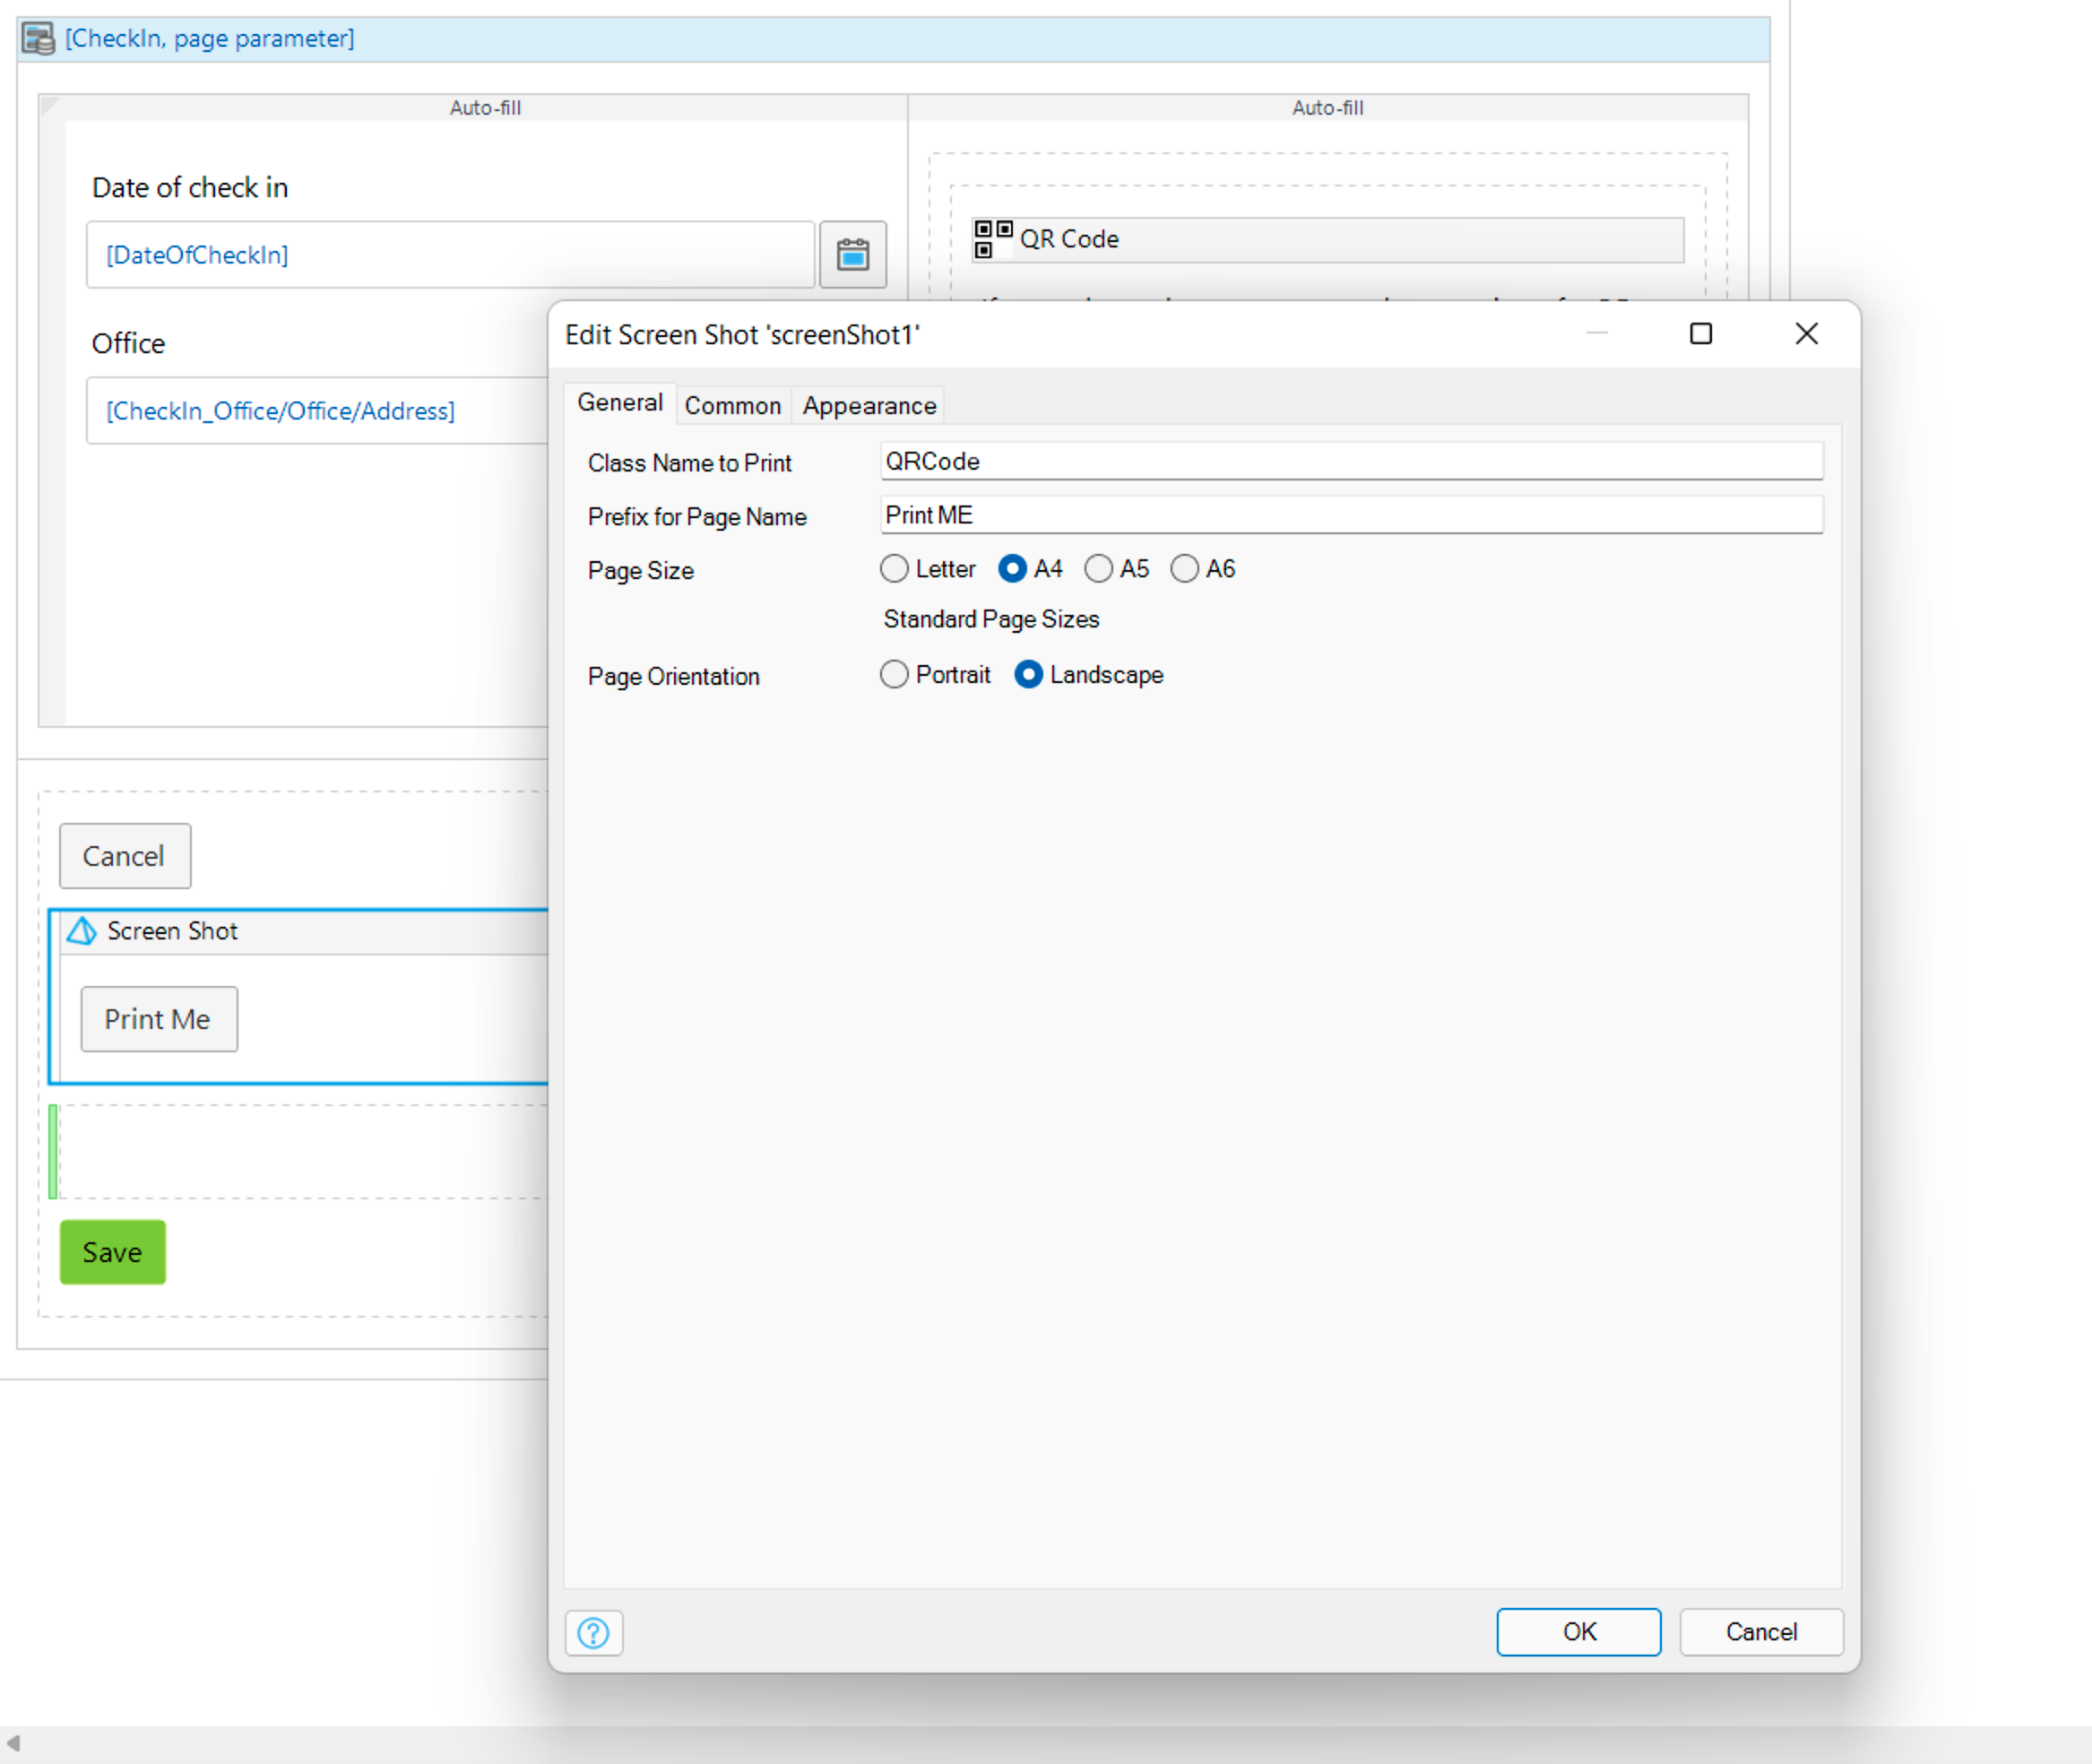 [CheckIn, page parameter]
Auto-fill
Auto-fill
Date of check in
[DateOfCheckIn]
QR Code
Office
[CheckIn_Office/Office/Address]
Edit Screen Shot 'screenShot1'
General
Common
Appearance
Class Name to Print
QRCode
Prefix for Page Name
Print ME
Page Size
Letter
A4
A5
A6
Standard Page Sizes
Page Orientation
Portrait
Landscape
Cancel
Screen Shot
Print Me
Save
?
OK
Cancel